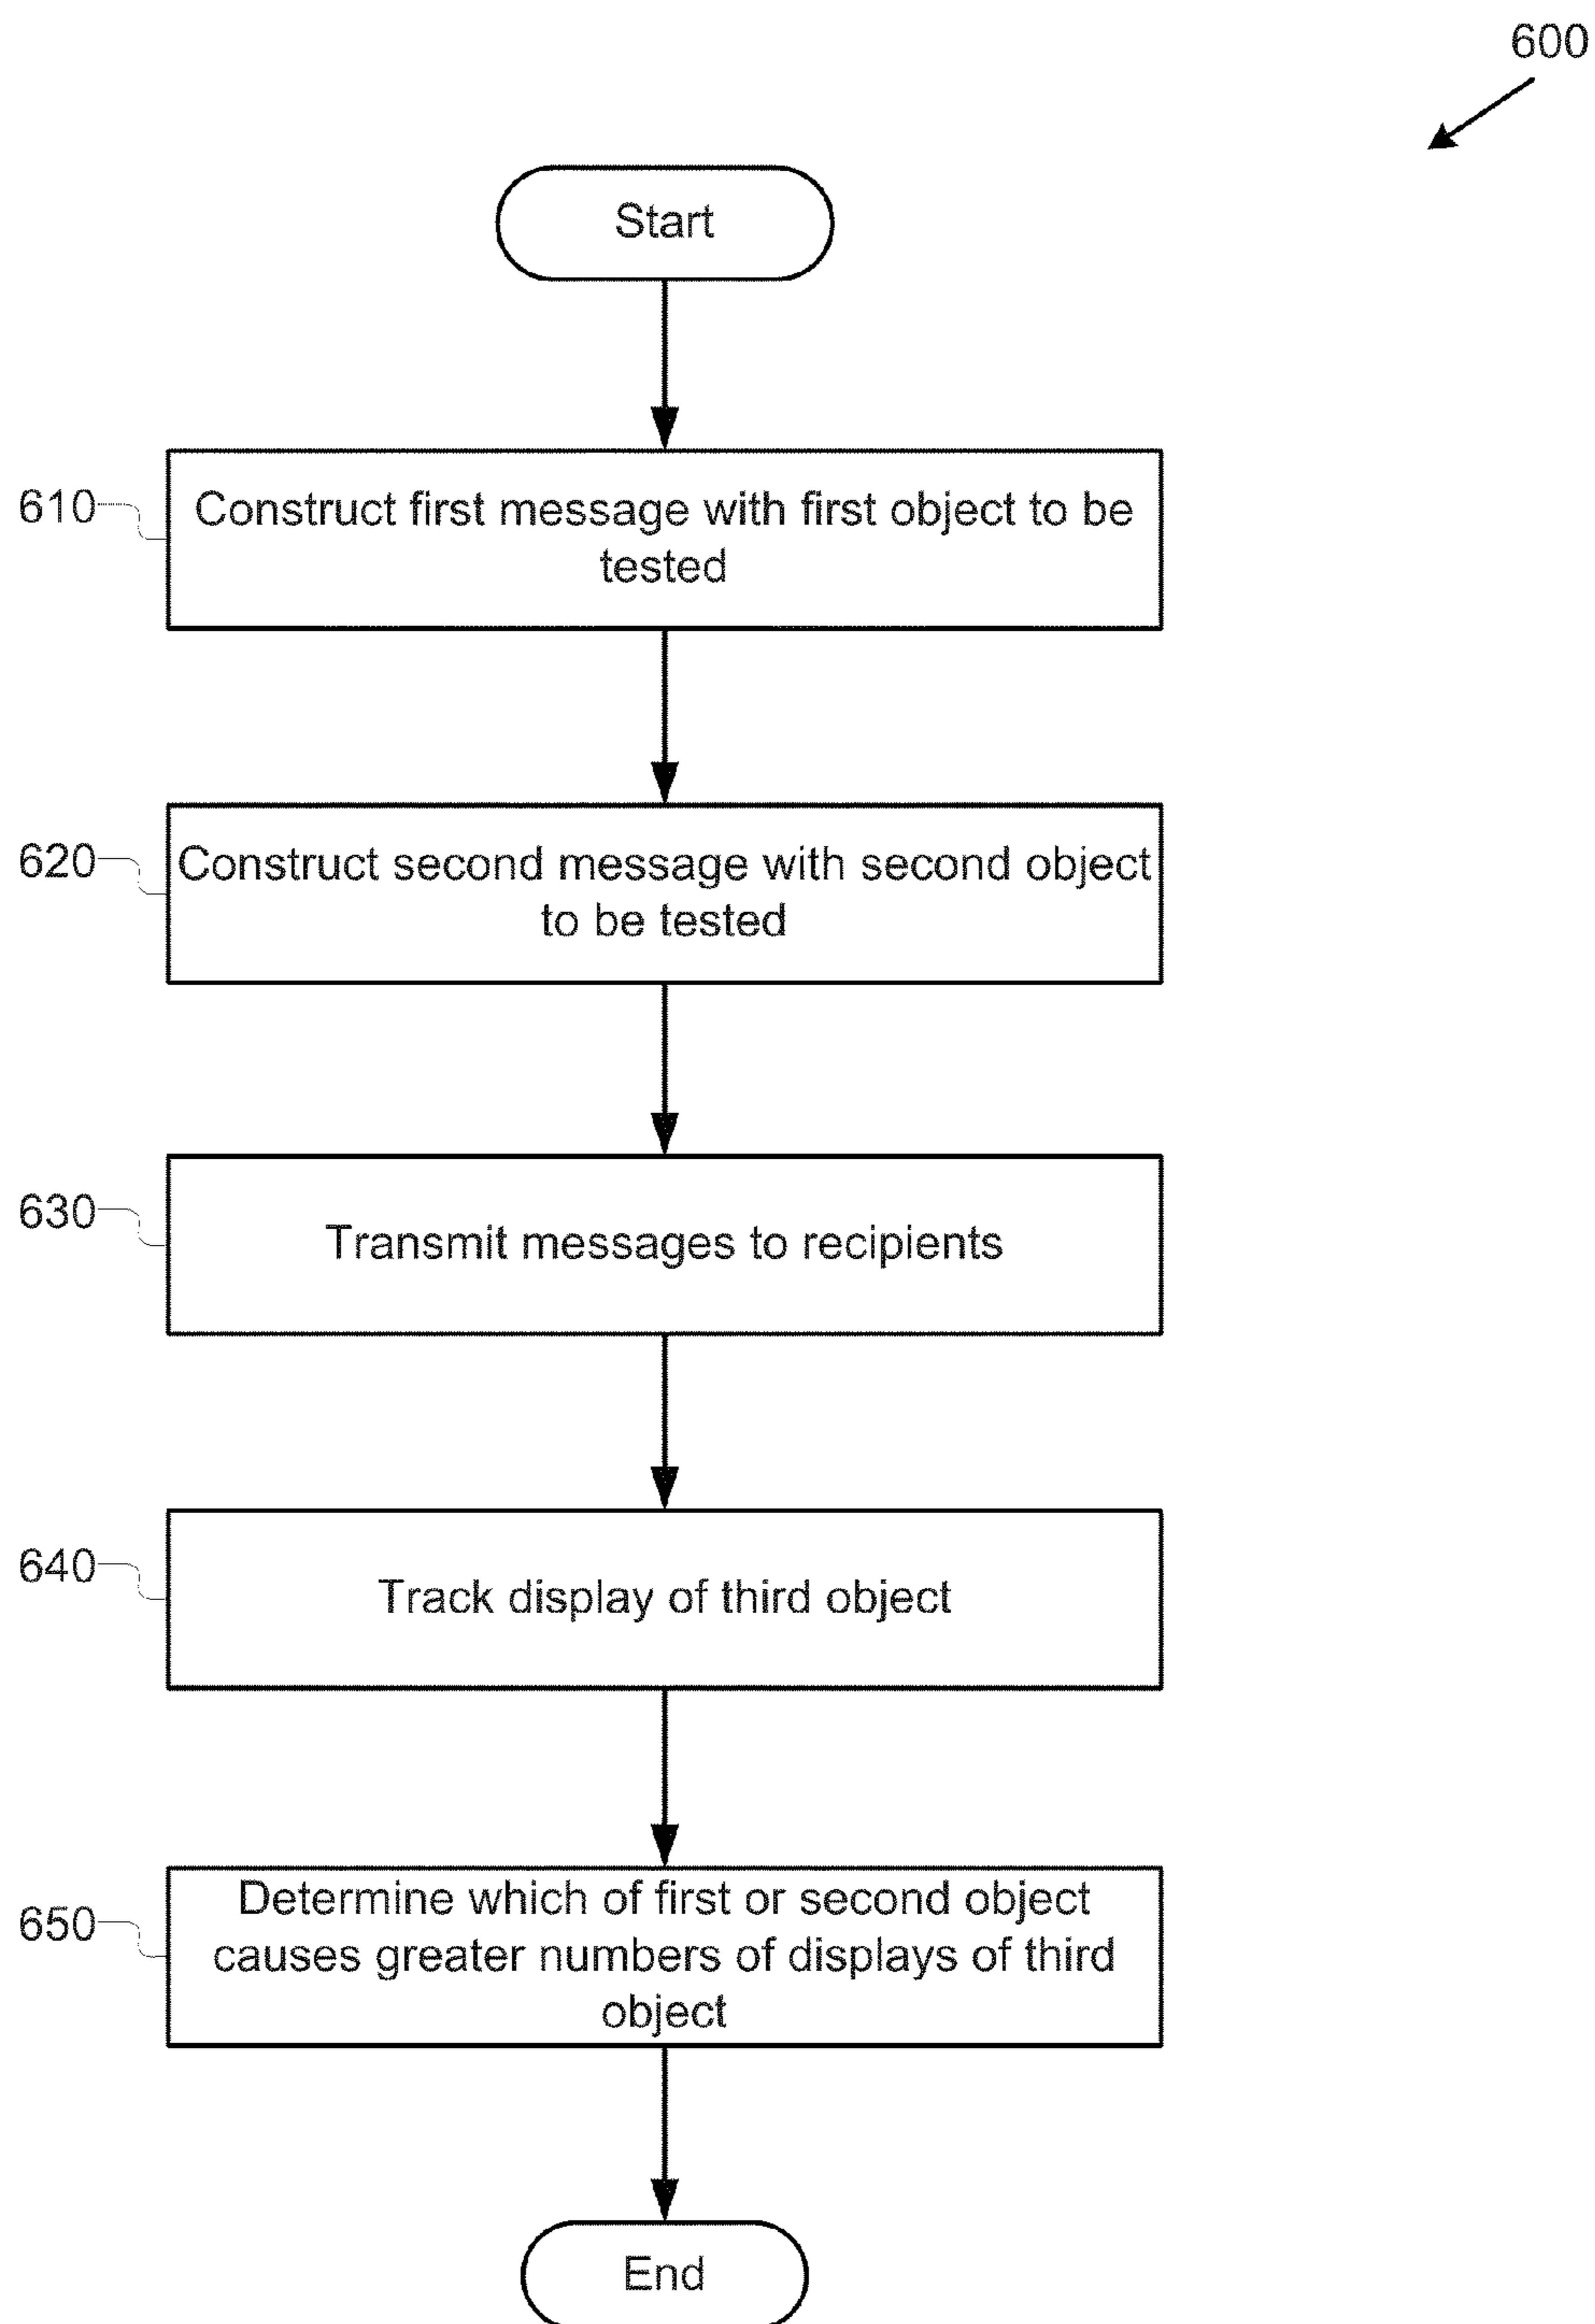 600
Start
610
Construct first message with first object to be
tested
620
Construct second message with second object
to be tested
630
Transmit messages to recipients
640
Track display of third object
650
Determine which of first or second object
causes greater numbers of displays of third
object
End